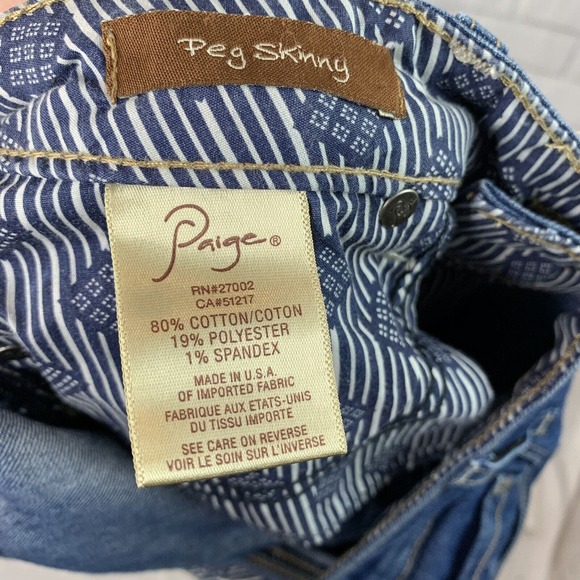 Peg Skinny
Paige®
RN#27002
CA#51217
80% COTTON/COTON
19% POLYESTER
1% SPANDEX
MADE IN U.S.A.
OF IMPORTED FABRIC
FABRIQUE AUX ETATS-UNIS
DU TISSU IMPORTE
SEE CARE ON REVERSE
VOIR LE SOIN SUR L'INVERSE